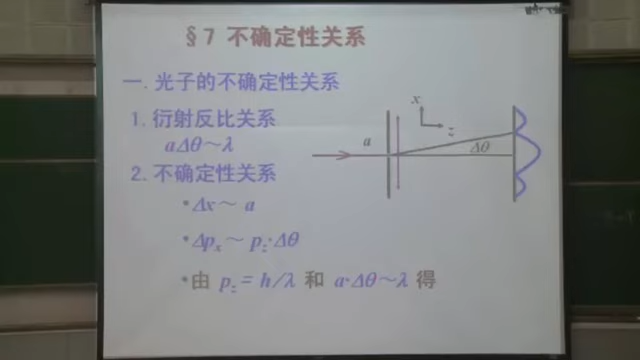 §7 不确定性关系
一. 光子的不确定性关系
1. 衍射反比关系
aΔθ～λ
2. 不确定性关系
•Δx～ a
•Δpₓ～ p_z·Δθ
•由 p_z = h/λ 和 a·Δθ～λ 得
x
z
a
Δθ